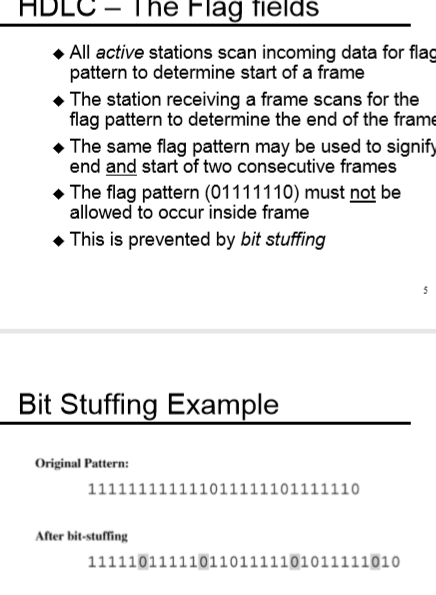 HDLC – The Flag fields
◆ All active stations scan incoming data for flag
pattern to determine start of a frame
◆ The station receiving a frame scans for the
flag pattern to determine the end of the frame
◆ The same flag pattern may be used to signify
end and start of two consecutive frames
◆ The flag pattern (01111110) must not be
allowed to occur inside frame
◆ This is prevented by bit stuffing
5
Bit Stuffing Example
Original Pattern:
111111111111011111101111110
After bit-stuffing
1111101111101101111101011111010